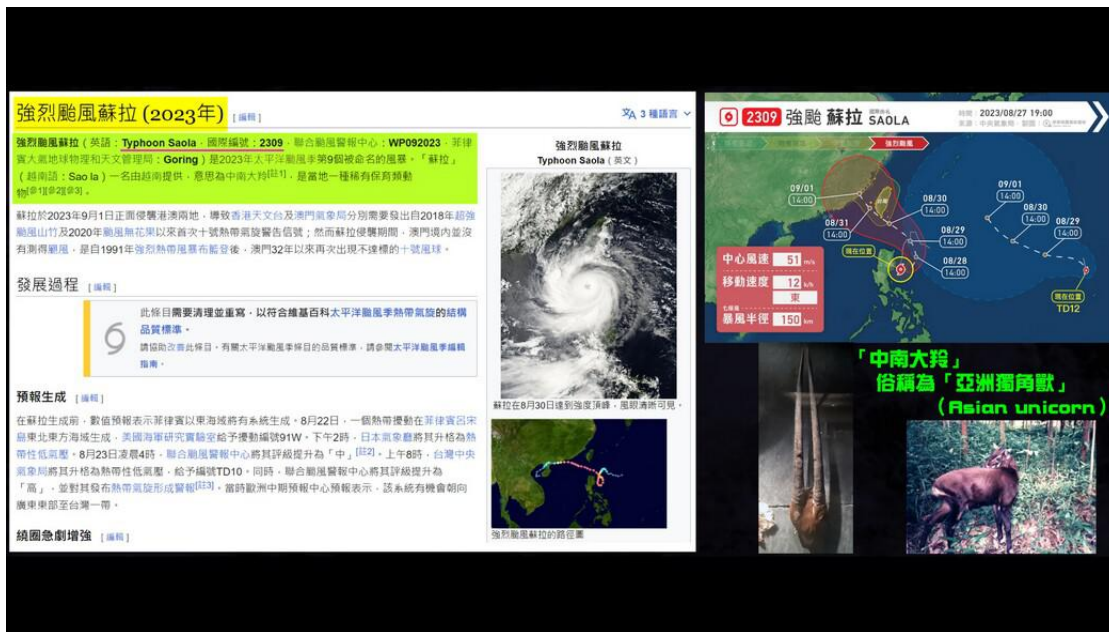 強烈颱風蘇拉 (2023年) [編輯]
3 種語言
強烈颱風蘇拉(英語:Typhoon Saola,國際編號:2309,聯合颱風警報中心:WP092023,菲律
賓大氣地球物理和天文管理局:Goring)是2023年太平洋颱風季第9個被命名的風暴。「蘇拉」
(越南語:Sao la)一名由越南提供,意思為中南大羚[註1],是當地一種稀有保育類動
物[參1][參2][參3]。
蘇拉於2023年9月1日正面侵襲港澳兩地,導致香港天文台及澳門氣象局分別需要發出自2018年超強
颱風山竹及2020年颱風無花果以來首次十號熱帶氣旋警告信號;然而蘇拉侵襲期間,澳門境內並沒
有測得颶風,是自1991年強烈熱帶風暴布藍登後,澳門32年以來再次出現不達標的十號風球。
發展過程 [編輯]
此條目需要清理並重寫,以符合維基百科太平洋颱風季熱帶氣旋的結構
品質標準。
請協助改善此條目。有關太平洋颱風季條目的品質標準,請參閱太平洋颱風季編輯
指南。
預報生成 [編輯]
在蘇拉生成前,數值預報表示菲律賓以東海域將有系統生成。8月22日,一個熱帶擾動在菲律賓呂宋
島東北東方海域生成,美國海軍研究實驗室給予擾動編號91W。下午2時,日本氣象廳將其升格為熱
帶性低氣壓。8月23日凌晨4時,聯合颱風警報中心將其評級提升為「中」[註2]。上午8時,台灣中央
氣象局將其升格為熱帶性低氣壓,給予編號TD10。同時,聯合颱風警報中心將其評級提升為
「高」,並對其發布熱帶氣旋形成警報[註3]。當時歐洲中期預報中心預報表示,該系統有機會朝向
廣東東部至台灣一帶。
繞圈急劇增強 [編輯]
強烈颱風蘇拉
Typhoon Saola(英文)
蘇拉在8月30日達到強度頂峰,風眼清晰可見。
強烈颱風蘇拉的路徑圖
2309 強颱 蘇拉 國際命名 SAOLA
時間:2023/08/27 19:00
強烈颱風
09/01
14:00
08/31
14:00
08/30
14:00
08/29
14:00
08/28
14:00
現在位置
09/01
14:00
08/30
14:00
08/29
14:00
現在位置
TD12
中心風速 51 m/s
移動速度 12 k/h
東
七級風
暴風半徑 150 km
「中南大羚」
俗稱為「亞洲獨角獸」
(Asian unicorn)